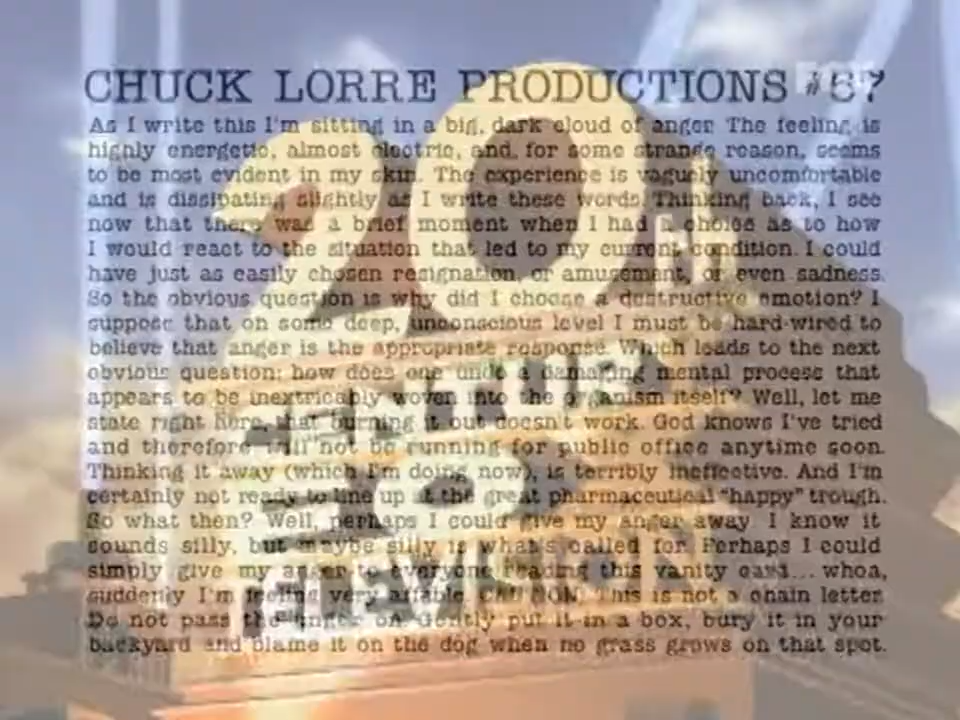 CHUCK LORRE PRODUCTIONS #57
As I write this I'm sitting in a big, dark cloud of anger. The feeling is
highly energetic, almost electric, and, for some strange reason, seems
to be most evident in my skin. The experience is vaguely uncomfortable
and is dissipating slightly as I write these words. Thinking back, I see
now that there was a brief moment when I had a choice as to how
I would react to the situation that led to my current condition. I could
have just as easily chosen resignation, or amusement, or even sadness.
So the obvious question is why did I choose a destructive emotion? I
suppose that on some deep, unconscious level I must be hard-wired to
believe that anger is the appropriate response. Which leads to the next
obvious question: how does one undo a damaging mental process that
appears to be inextricably woven into the organism itself? Well, let me
state right here, that burning it out doesn't work. God knows I've tried
and therefore will not be running for public office anytime soon.
Thinking it away (which I'm doing now), is terribly ineffective. And I'm
certainly not ready to line up at the great pharmaceutical "happy" trough.
So what then? Well, perhaps I could give my anger away. I know it
sounds silly, but maybe silly is what's called for. Perhaps I could
simply give my anger to everyone reading this vanity card... whoa,
suddenly I'm feeling very affable. CAUTION: This is not a chain letter.
Do not pass the anger on. Gently put it in a box, bury it in your
backyard and blame it on the dog when no grass grows on that spot.
20
TELEVISION